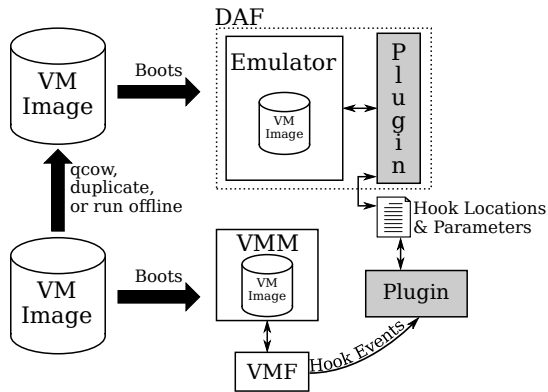 DAF
VM
Image
Boots
Emulator
VM
Image
Plugin
qcow,
duplicate,
or run offline
Hook Locations
& Parameters
VM
Image
Boots
VMM
VM
Image
Plugin
VMF
Hook Events